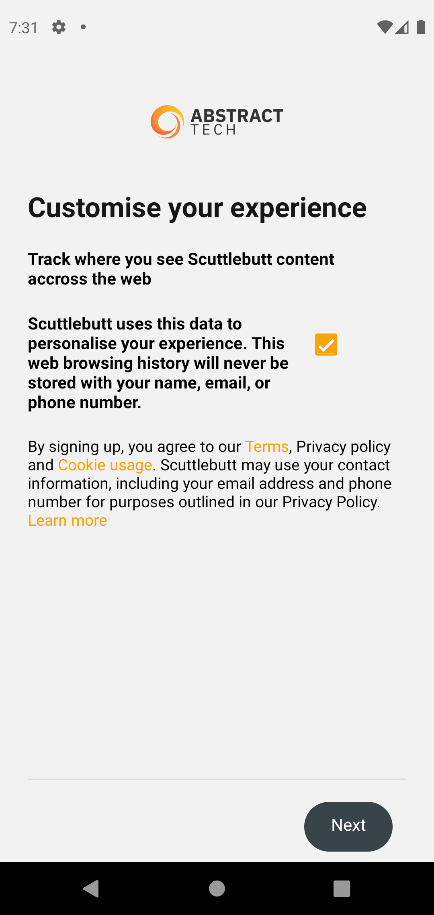 7:31
ABSTRACT
TECH
Customise your experience
Track where you see Scuttlebutt content
accross the web
Scuttlebutt uses this data to
personalise your experience. This
web browsing history will never be
stored with your name, email, or
phone number.
By signing up, you agree to our Terms, Privacy policy
and Cookie usage. Scuttlebutt may use your contact
information, including your email address and phone
number for purposes outlined in our Privacy Policy.
Learn more
Next